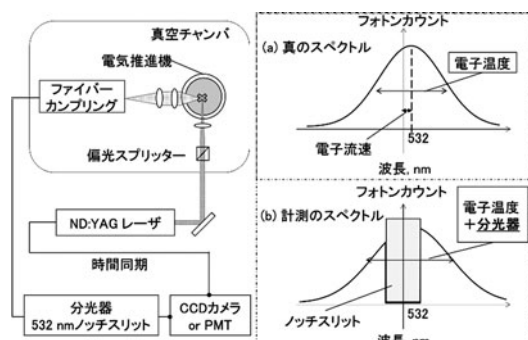 真空チャンバ
電気推進機
ファイバー
カンプリング
偏光スプリッター
ND:YAG レーザ
時間同期
分光器
532 nmノッチスリット
CCDカメラ
or PMT
フォトンカウント
(a) 真のスペクトル
電子温度
電子流速
532
波長, nm
フォトンカウント
(b) 計測のスペクトル
電子温度
+分光器
ノッチスリット
532
波長, nm